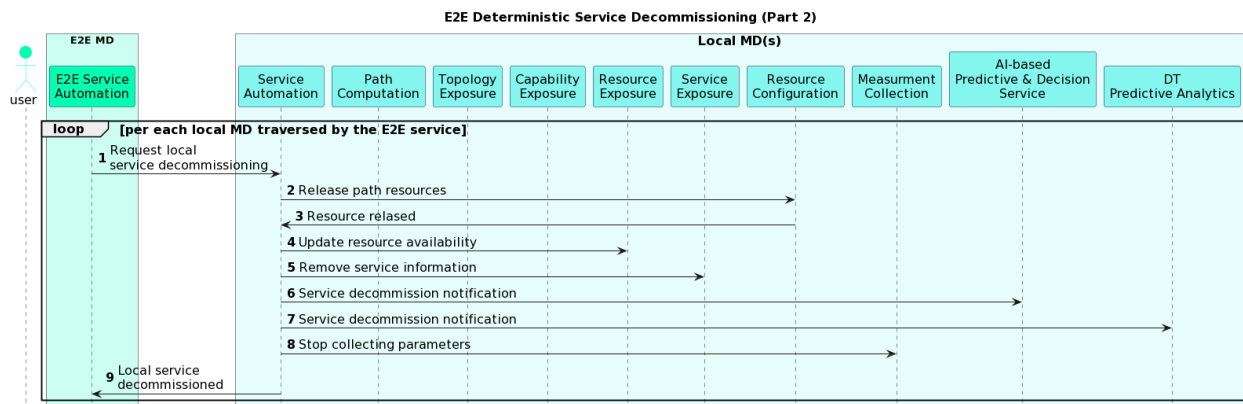 E2E Deterministic Service Decommissioning (Part 2)
E2E MD
Local MD(s)
user
E2E Service
Automation
Service
Automation
Path
Computation
Topology
Exposure
Capability
Exposure
Resource
Exposure
Service
Exposure
Resource
Configuration
Measurment
Collection
AI-based
Predictive & Decision
Service
DT
Predictive Analytics
loop [per each local MD traversed by the E2E service]
1 Request local
service decommissioning
2 Release path resources
3 Resource relased
4 Update resource availability
5 Remove service information
6 Service decommission notification
7 Service decommission notification
8 Stop collecting parameters
9 Local service
decommissioned